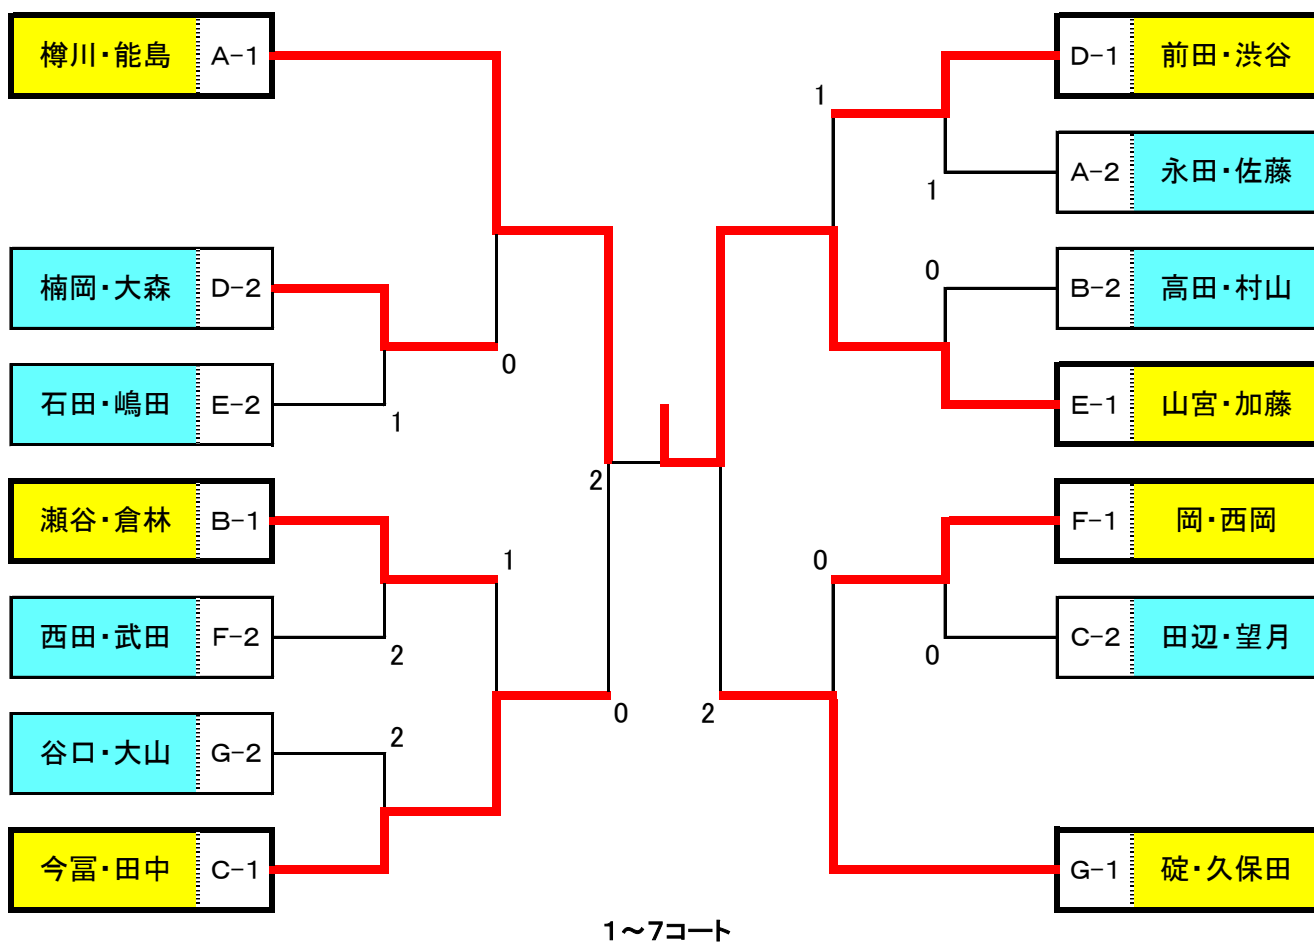 樽川・能島 A-1
楠岡・大森 D-2
石田・嶋田 E-2
瀬谷・倉林 B-1
西田・武田 F-2
谷口・大山 G-2
今冨・田中 C-1
0
1
1
2
2
2
0
1
1
0
0
0
2
D-1 前田・渋谷
A-2 永田・佐藤
B-2 高田・村山
E-1 山宮・加藤
F-1 岡・西岡
C-2 田辺・望月
G-1 碇・久保田
1～7コート